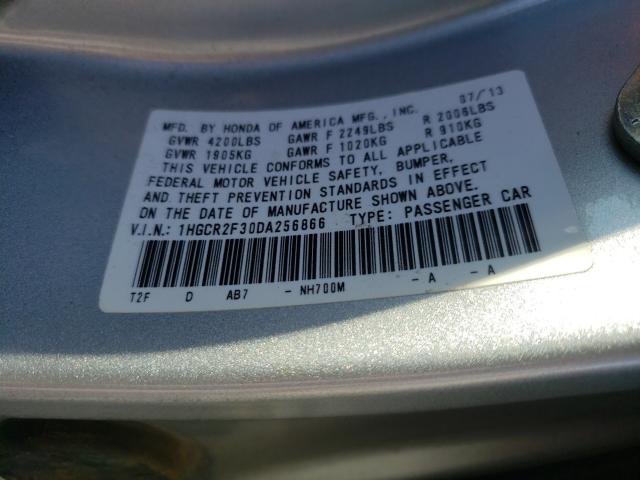 MFD. BY HONDA OF AMERICA MFG., INC. 07/13
GVWR 4200LBS GAWR F 2249LBS R 2006LBS
GVWR 1905KG GAWR F 1020KG R 910KG
THIS VEHICLE CONFORMS TO ALL APPLICABLE
FEDERAL MOTOR VEHICLE SAFETY, BUMPER,
AND THEFT PREVENTION STANDARDS IN EFFECT
ON THE DATE OF MANUFACTURE SHOWN ABOVE.
V.I.N.: 1HGCR2F30DA256866 TYPE: PASSENGER CAR
T2F D AB7 - NH700M - A - A